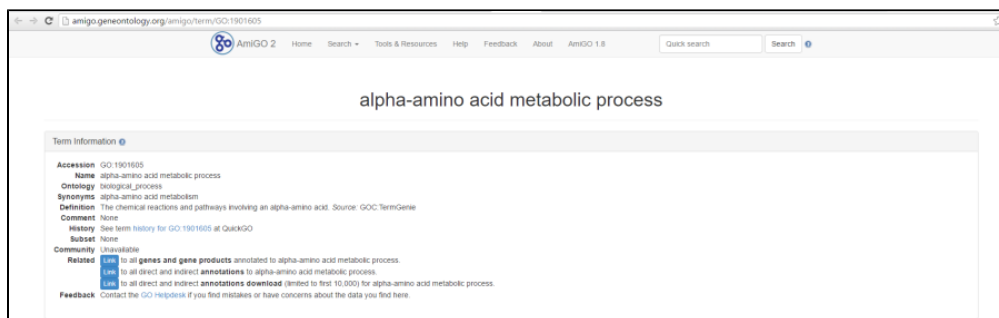 amigo.geneontology.org/amigo/term/GO:1901605
go AmiGO 2 Home Search Tools & Resources Help Feedback About AmiGO 1.8 Quick search Search
alpha-amino acid metabolic process
Term Information
Accession GO:1901605
Name alpha-amino acid metabolic process
Ontology biological_process
Synonyms alpha-amino acid metabolism
Definition The chemical reactions and pathways involving an alpha-amino acid. Source: GOC:TermGenie
Comment None
History See term history for GO:1901605 at QuickGO
Subset None
Community Unavailable
Related Link to all genes and gene products annotated to alpha-amino acid metabolic process.
Link to all direct and indirect annotations to alpha-amino acid metabolic process.
Link to all direct and indirect annotations download (limited to first 10,000) for alpha-amino acid metabolic process.
Feedback Contact the GO Helpdesk if you find mistakes or have concerns about the data you find here.